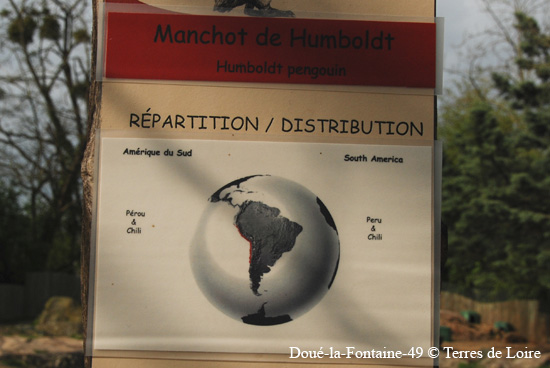 Manchot de Humboldt
Humboldt pengouin
RÉPARTITION / DISTRIBUTION
Amérique du Sud
South America
Pérou
&
Chili
Peru
&
Chili
Doué-la-Fontaine-49 © Terres de Loire